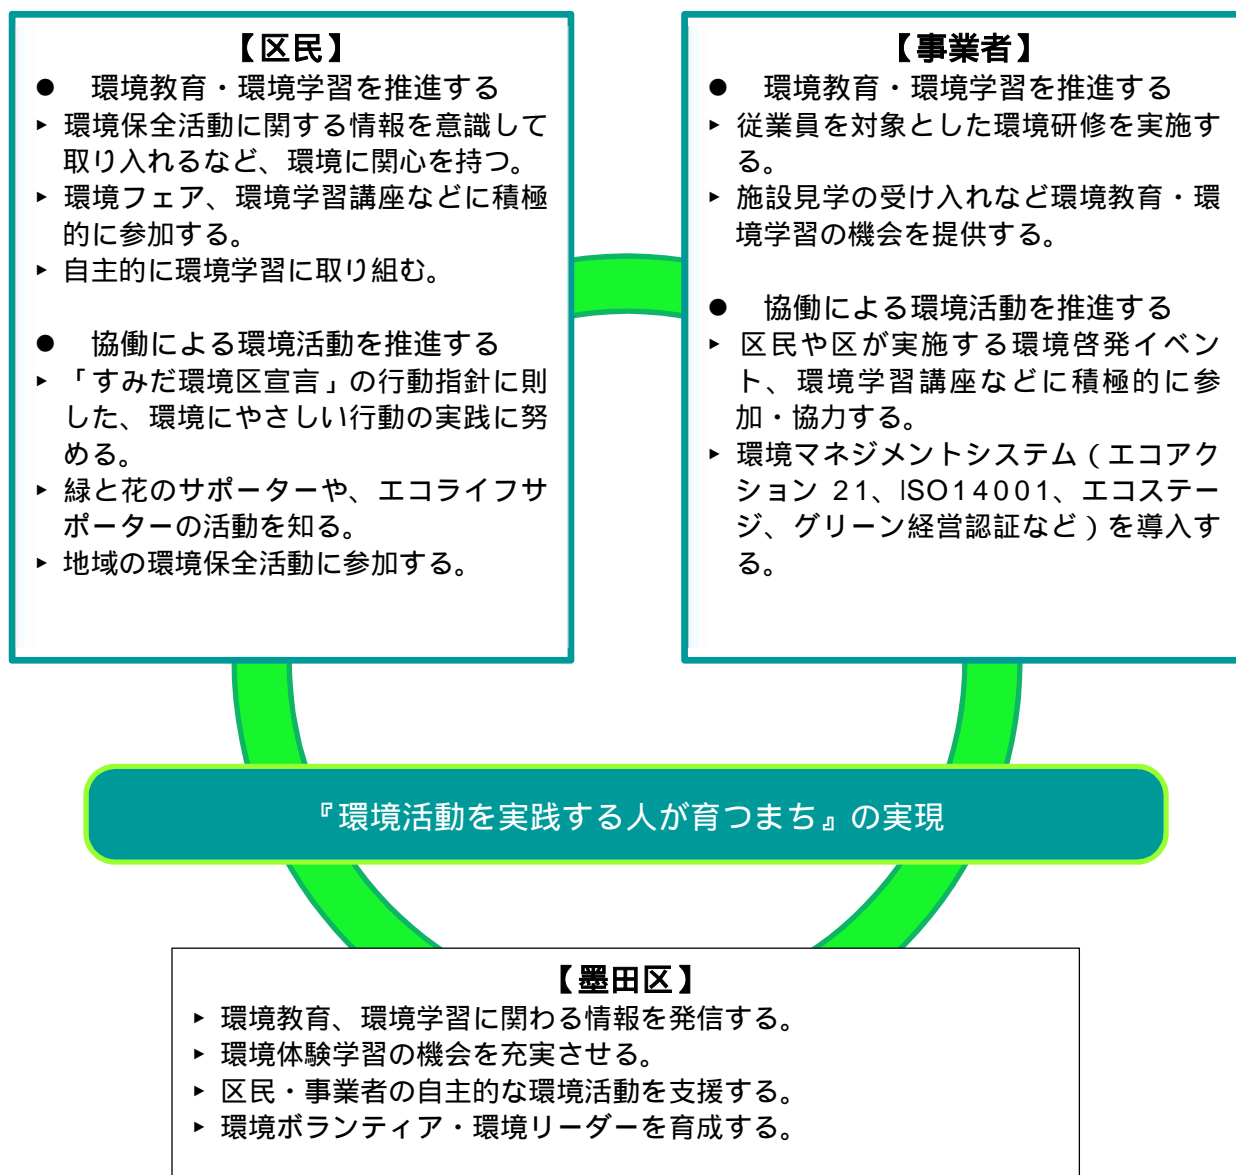 【区民】
● 環境教育・環境学習を推進する
▸ 環境保全活動に関する情報を意識して
取り入れるなど、環境に関心を持つ。
▸ 環境フェア、環境学習講座などに積極
的に参加する。
▸ 自主的に環境学習に取り組む。
● 協働による環境活動を推進する
▸ 「すみだ環境区宣言」の行動指針に則
した、環境にやさしい行動の実践に努
める。
▸ 緑と花のサポーターや、エコライフサ
ポーターの活動を知る。
▸ 地域の環境保全活動に参加する。
【事業者】
● 環境教育・環境学習を推進する
▸ 従業員を対象とした環境研修を実施す
る。
▸ 施設見学の受け入れなど環境教育・環
境学習の機会を提供する。
● 協働による環境活動を推進する
▸ 区民や区が実施する環境啓発イベン
ト、環境学習講座などに積極的に参
加・協力する。
▸ 環境マネジメントシステム（エコアク
ション 21、ISO14001、エコステー
ジ、グリーン経営認証など）を導入す
る。
『環境活動を実践する人が育つまち』の実現
【墨田区】
▸ 環境教育、環境学習に関わる情報を発信する。
▸ 環境体験学習の機会を充実させる。
▸ 区民・事業者の自主的な環境活動を支援する。
▸ 環境ボランティア・環境リーダーを育成する。